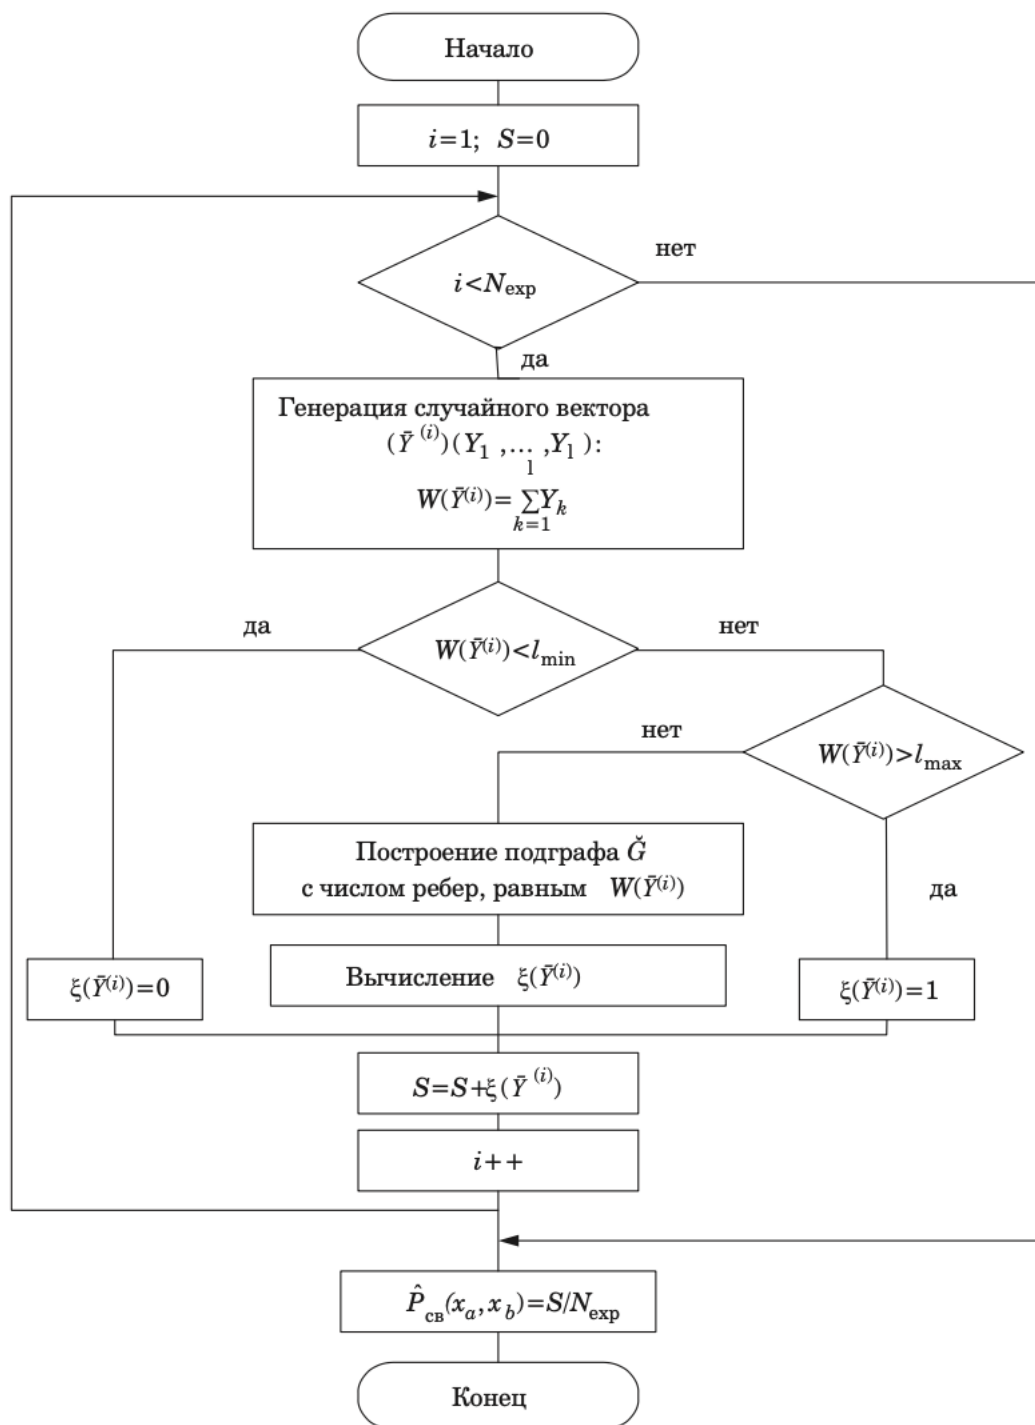 Начало
i=1; S=0
нет
i<N_exp
да
Генерация случайного вектора
(Ȳ^(i))(Y_1 ,... ,Y_l ):
l
W(Ȳ^(i))= ∑Y_k
k=1
да
нет
W(Ȳ^(i))<l_min
нет
W(Ȳ^(i))>l_max
Построение подграфа Ğ
с числом ребер, равным W(Ȳ^(i))
да
Вычисление ξ(Ȳ^(i))
ξ(Ȳ^(i))=0
ξ(Ȳ^(i))=1
S=S+ξ(Ȳ^(i))
i++
P̂_св(x_a,x_b)=S/N_exp
Конец